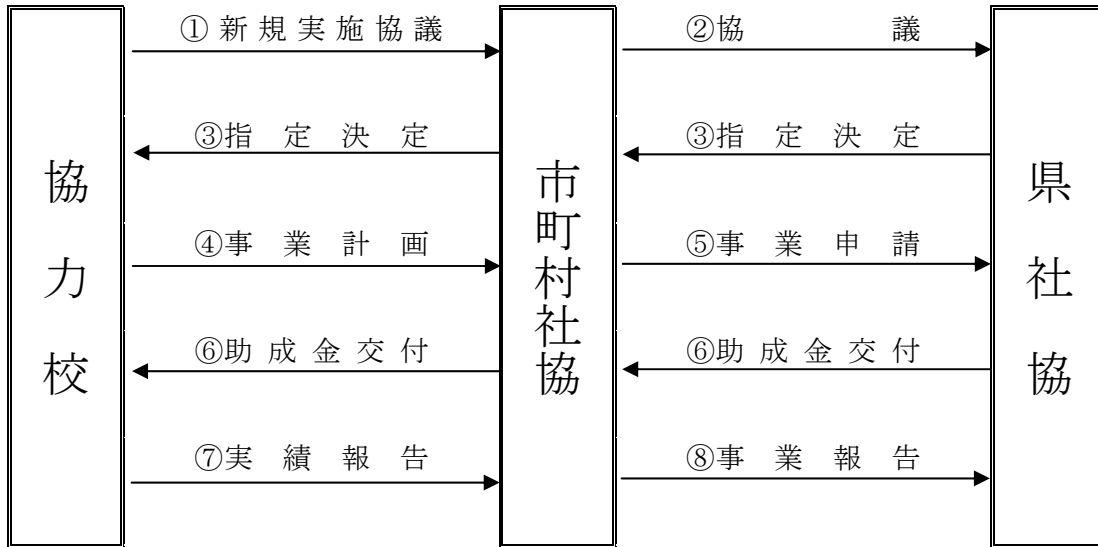 ①新規実施協議
②協議
③指定決定
③指定決定
④事業計画
⑤事業申請
⑥助成金交付
⑥助成金交付
⑦実績報告
⑧事業報告
協力校
市町村社協
県社協